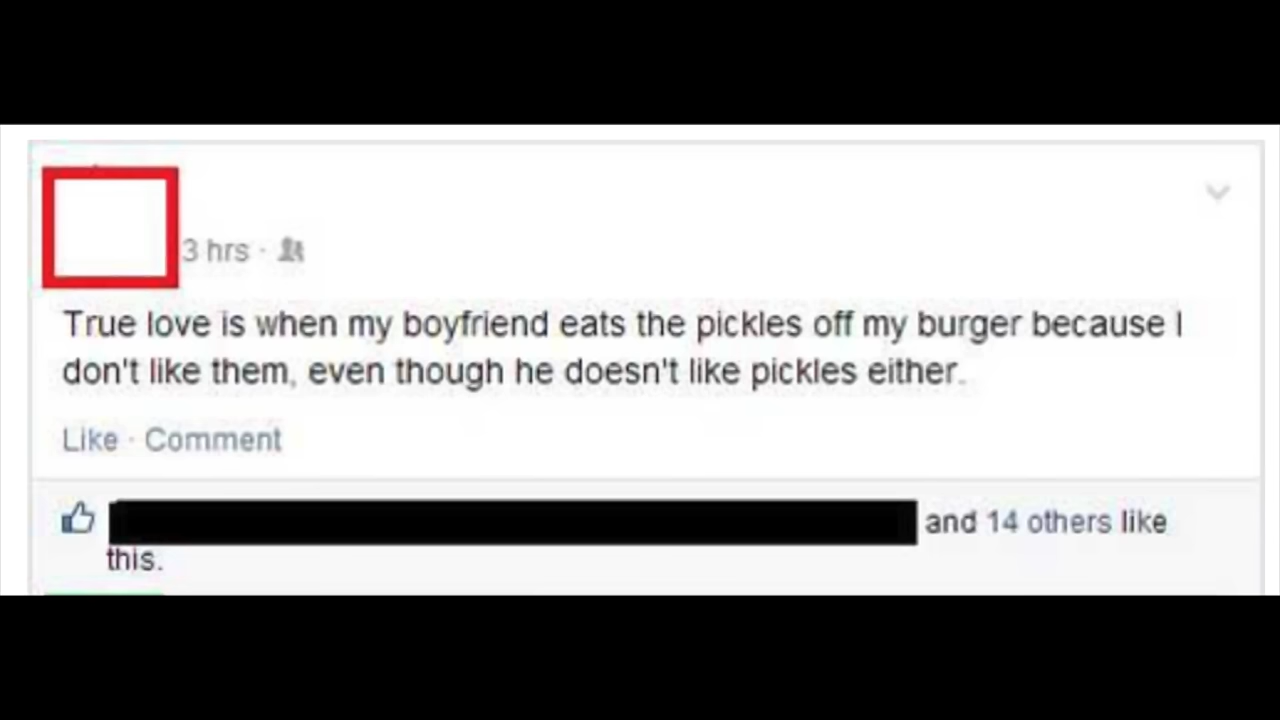 3 hrs ·
True love is when my boyfriend eats the pickles off my burger because I
don't like them, even though he doesn't like pickles either.
Like · Comment
and 14 others like
this.